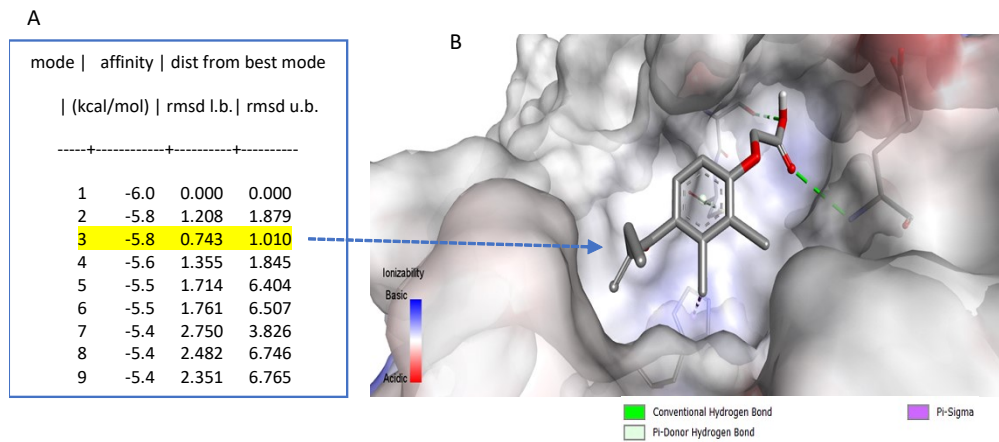 A
mode | affinity | dist from best mode
| (kcal/mol) | rmsd l.b.| rmsd u.b.
-----+------------+----------+----------
1 -6.0 0.000 0.000
2 -5.8 1.208 1.879
3 -5.8 0.743 1.010
4 -5.6 1.355 1.845
5 -5.5 1.714 6.404
6 -5.5 1.761 6.507
7 -5.4 2.750 3.826
8 -5.4 2.482 6.746
9 -5.4 2.351 6.765
B
Ionizability
Basic
Acidic
Conventional Hydrogen Bond
Pi-Donor Hydrogen Bond
Pi-Sigma